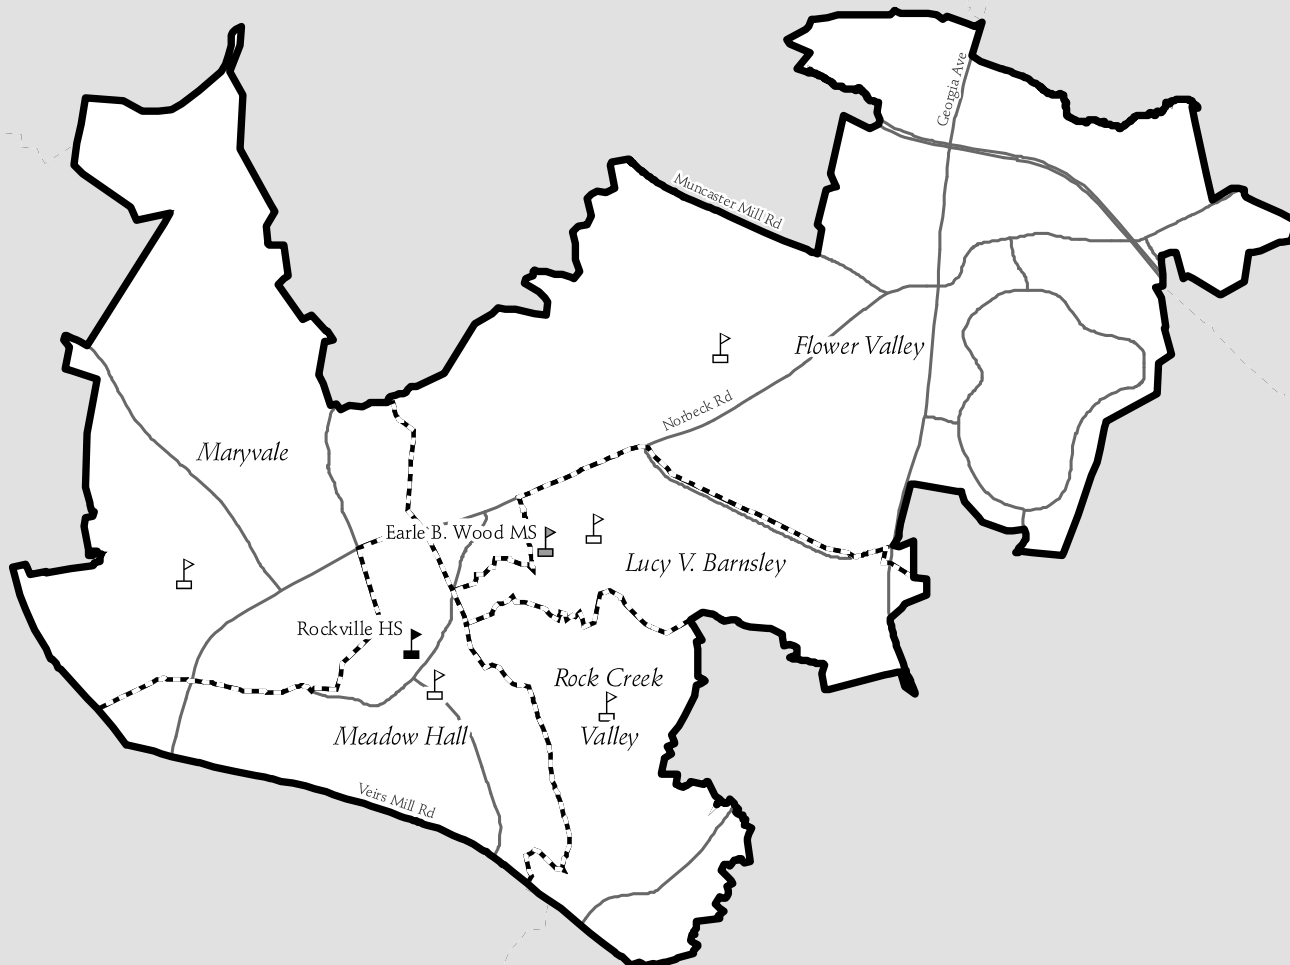 Georgia Ave
Muncaster Mill Rd
Flower Valley
Norbeck Rd
Maryvale
Earle B. Wood MS
Lucy V. Barnsley
Rockville HS
Rock Creek
Valley
Meadow Hall
Veirs Mill Rd